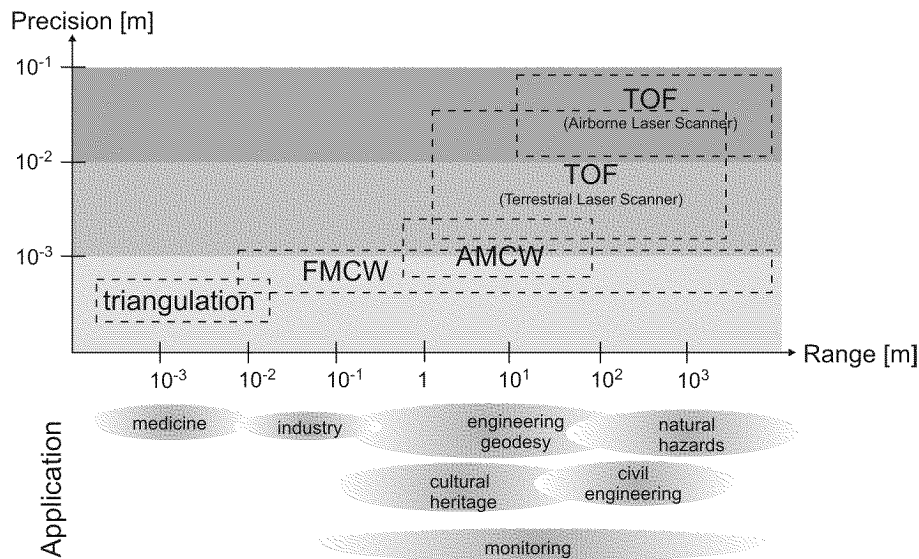 Precision [m]
10⁻¹
TOF
(Airborne Laser Scanner)
10⁻²
TOF
(Terrestrial Laser Scanner)
10⁻³
AMCW
FMCW
triangulation
Range [m]
10⁻³ 10⁻² 10⁻¹ 1 10¹ 10² 10³
Application
medicine
industry
engineering
geodesy
natural
hazards
cultural
heritage
civil
engineering
monitoring